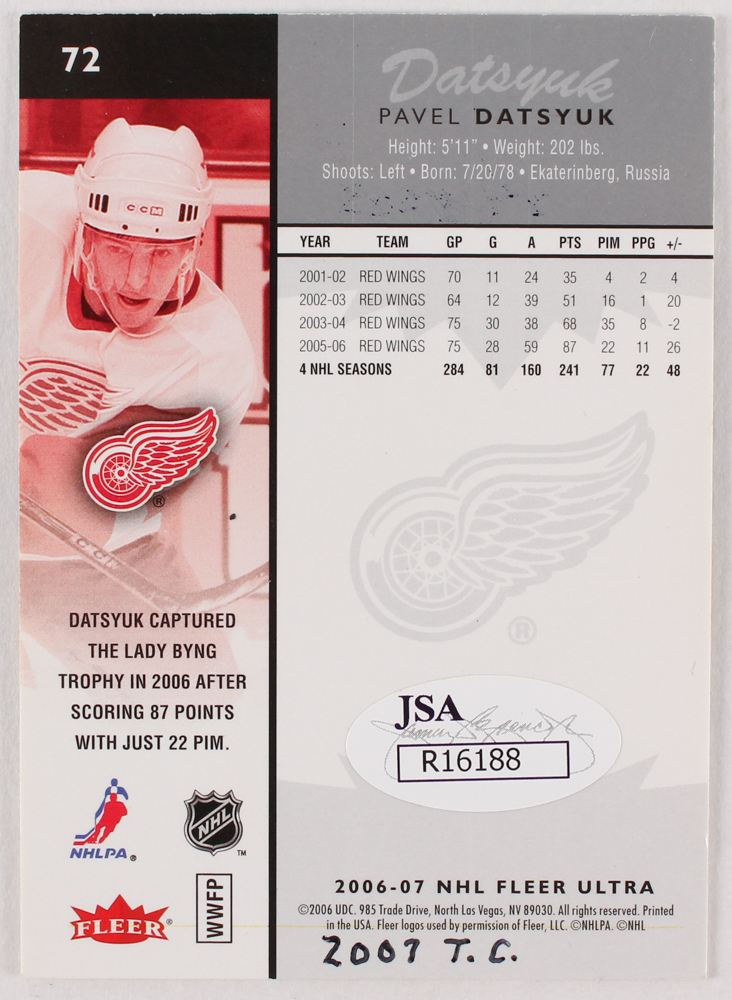 72
Datsyuk
PAVEL DATSYUK
Height: 5'11" • Weight: 202 lbs.
Shoots: Left • Born: 7/20/78 • Ekaterinberg, Russia
YEAR TEAM GP G A PTS PIM PPG +/-
2001-02 RED WINGS 70 11 24 35 4 2 4
2002-03 RED WINGS 64 12 39 51 16 1 20
2003-04 RED WINGS 75 30 38 68 35 8 -2
2005-06 RED WINGS 75 28 59 87 22 11 26
4 NHL SEASONS 284 81 160 241 77 22 48
CCM
®
CCM
DATSYUK CAPTURED
THE LADY BYNG
TROPHY IN 2006 AFTER
SCORING 87 POINTS
WITH JUST 22 PIM.
®
JSA
R16188
NHLPA®
NHL
TM
FLEER®
WWFP
2006-07 NHL FLEER ULTRA
©2006 UDC. 985 Trade Drive, North Las Vegas, NV 89030. All rights reserved. Printed
in the USA. Fleer logos used by permission of Fleer, LLC. ©NHLPA. ©NHL
2007 T.C.